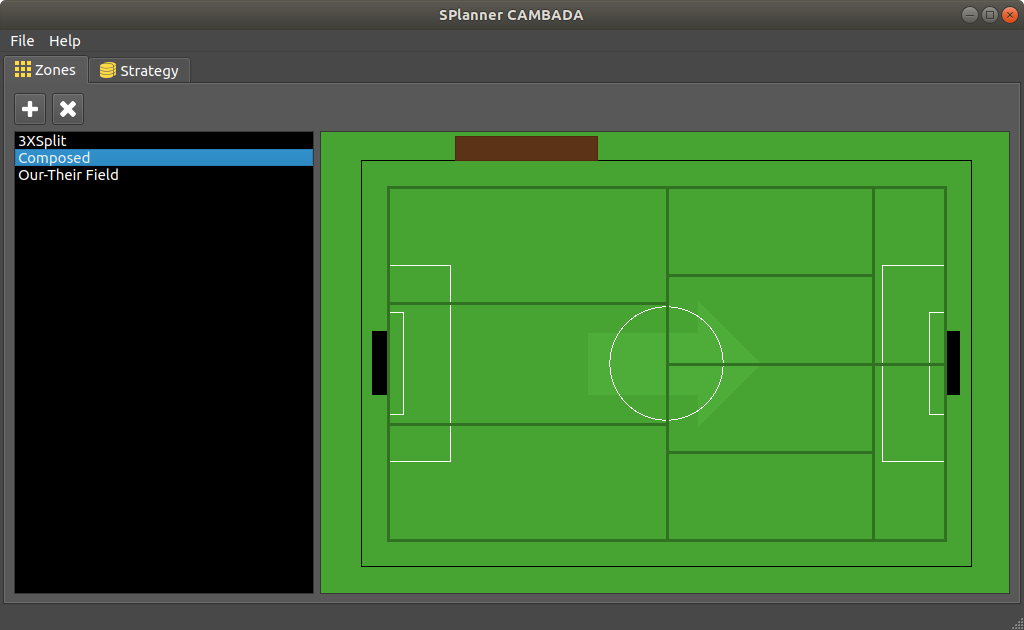 SPlanner CAMBADA
File Help
Zones Strategy
3XSplit
Composed
Our-Their Field